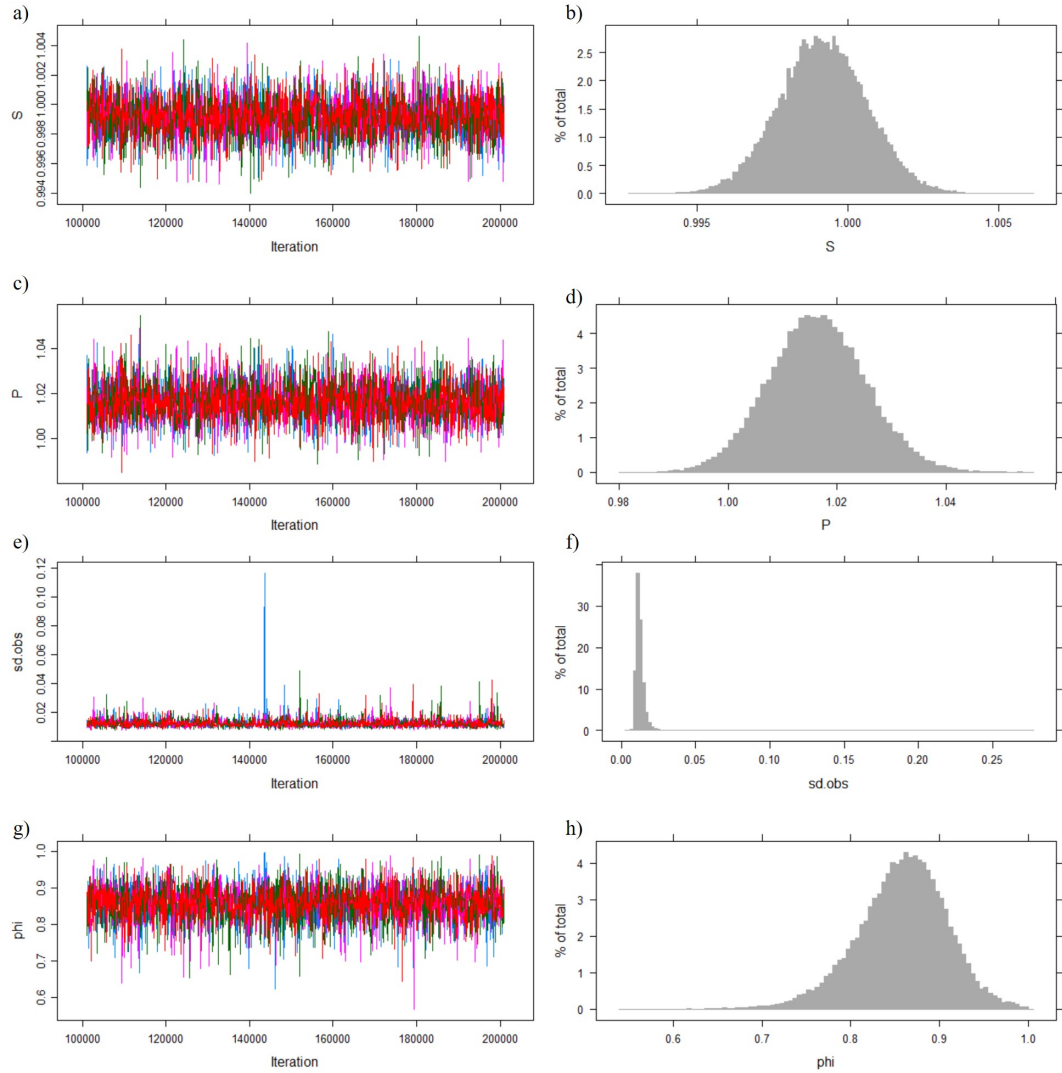 a)
S
0.994 0.996 0.998 1.000 1.002 1.004
100000 120000 140000 160000 180000 200000
Iteration
b)
% of total
2.5
2.0
1.5
1.0
0.5
0.0
0.995 1.000 1.005
S
c)
P
1.04
1.02
1.00
100000 120000 140000 160000 180000 200000
Iteration
d)
% of total
4
3
2
1
0
0.98 1.00 1.02 1.04
P
e)
sd.obs
0.12
0.10
0.08
0.06
0.04
0.02
100000 120000 140000 160000 180000 200000
Iteration
f)
% of total
30
20
10
0
0.00 0.05 0.10 0.15 0.20 0.25
sd.obs
g)
phi
1.0
0.9
0.8
0.7
0.6
100000 120000 140000 160000 180000 200000
Iteration
h)
% of total
4
3
2
1
0
0.6 0.7 0.8 0.9 1.0
phi